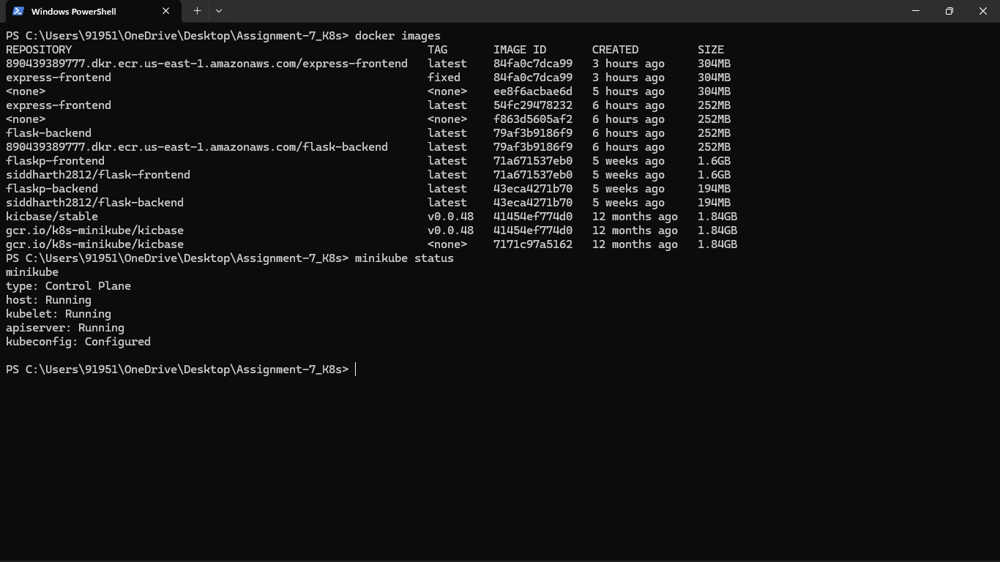 Windows PowerShell
PS C:\Users\91951\OneDrive\Desktop\Assignment-7_K8s> docker images
REPOSITORY TAG IMAGE ID CREATED SIZE
890439389777.dkr.ecr.us-east-1.amazonaws.com/express-frontend latest 84fa0c7dca99 3 hours ago 304MB
express-frontend fixed 84fa0c7dca99 3 hours ago 304MB
<none> <none> ee8f6acbae6d 5 hours ago 304MB
express-frontend latest 54fc29478232 6 hours ago 252MB
<none> <none> f863d5605af2 6 hours ago 252MB
flask-backend latest 79af3b9186f9 6 hours ago 252MB
890439389777.dkr.ecr.us-east-1.amazonaws.com/flask-backend latest 79af3b9186f9 6 hours ago 252MB
flaskp-frontend latest 71a671537eb0 5 weeks ago 1.6GB
siddharth2812/flask-frontend latest 71a671537eb0 5 weeks ago 1.6GB
flaskp-backend latest 43eca4271b70 5 weeks ago 194MB
siddharth2812/flask-backend latest 43eca4271b70 5 weeks ago 194MB
kicbase/stable v0.0.48 41454ef774d0 12 months ago 1.84GB
gcr.io/k8s-minikube/kicbase v0.0.48 41454ef774d0 12 months ago 1.84GB
gcr.io/k8s-minikube/kicbase <none> 7171c97a5162 12 months ago 1.84GB
PS C:\Users\91951\OneDrive\Desktop\Assignment-7_K8s> minikube status
minikube
type: Control Plane
host: Running
kubelet: Running
apiserver: Running
kubeconfig: Configured
PS C:\Users\91951\OneDrive\Desktop\Assignment-7_K8s>